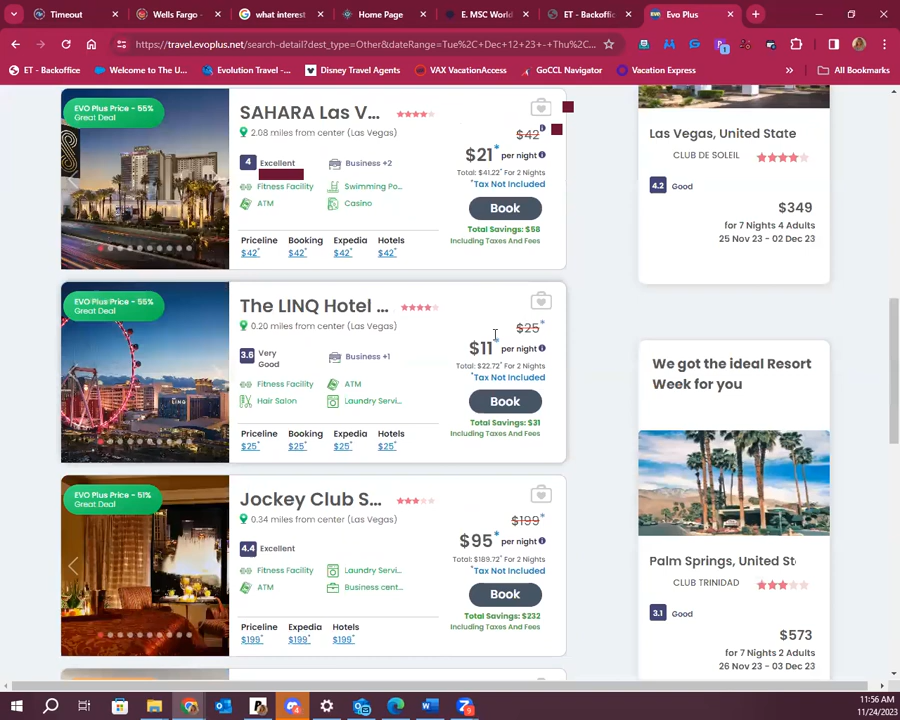 Timeout
Wells Fargo -
what interest
Home Page
E. MSC World
ET - Backoffic
Evo Plus
https://travel.evoplus.net/search-detail?dest_type=Other&dateRange=Tue%2C+Dec+12+23+-+Thu%2C...
ET - Backoffice
Welcome to The U...
Evolution Travel -...
Disney Travel Agents
VAX VacationAccess
GoCCL Navigator
Vacation Express
All Bookmarks
EVO Plus Price - 55%
Great Deal
SAHARA Las V...
2.08 miles from center (Las Vegas)
4 Excellent
Business +2
Fitness Facility
Swimming Po...
ATM
Casino
$42
$21* per night
Total: $41.22* For 2 Nights
*Tax Not Included
Book
Total Savings: $58
Including Taxes And Fees
Priceline Booking Expedia Hotels
$42* $42* $42* $42*
EVO Plus Price - 55%
Great Deal
The LINQ Hotel ...
0.20 miles from center (Las Vegas)
3.6 Very Good
Business +1
Fitness Facility
ATM
Hair Salon
Laundry Servi...
$25*
$11* per night
Total: $22.72* For 2 Nights
*Tax Not Included
Book
Total Savings: $31
Including Taxes And Fees
Priceline Booking Expedia Hotels
$25* $25* $25* $25*
EVO Plus Price - 51%
Great Deal
Jockey Club S...
0.34 miles from center (Las Vegas)
4.4 Excellent
Fitness Facility
Laundry Servi...
ATM
Business cent...
$199*
$95* per night
Total: $189.72* For 2 Nights
*Tax Not Included
Book
Total Savings: $232
Including Taxes And Fees
Priceline Expedia Hotels
$199* $199* $199*
Las Vegas, United State
CLUB DE SOLEIL
4.2 Good
$349
for 7 Nights 4 Adults
25 Nov 23 - 02 Dec 23
We got the ideal Resort
Week for you
Palm Springs, United St
CLUB TRINIDAD
3.1 Good
$573
for 7 Nights 2 Adults
26 Nov 23 - 03 Dec 23
11:56 AM
11/24/2023